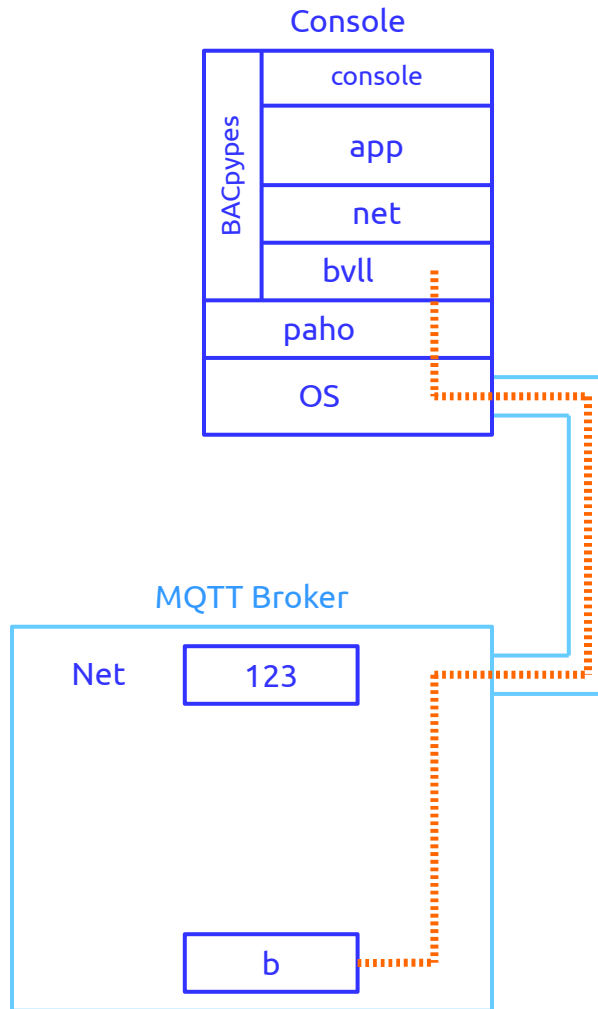 Console
BACpypes
console
app
net
bvll
paho
OS
MQTT Broker
Net
123
b